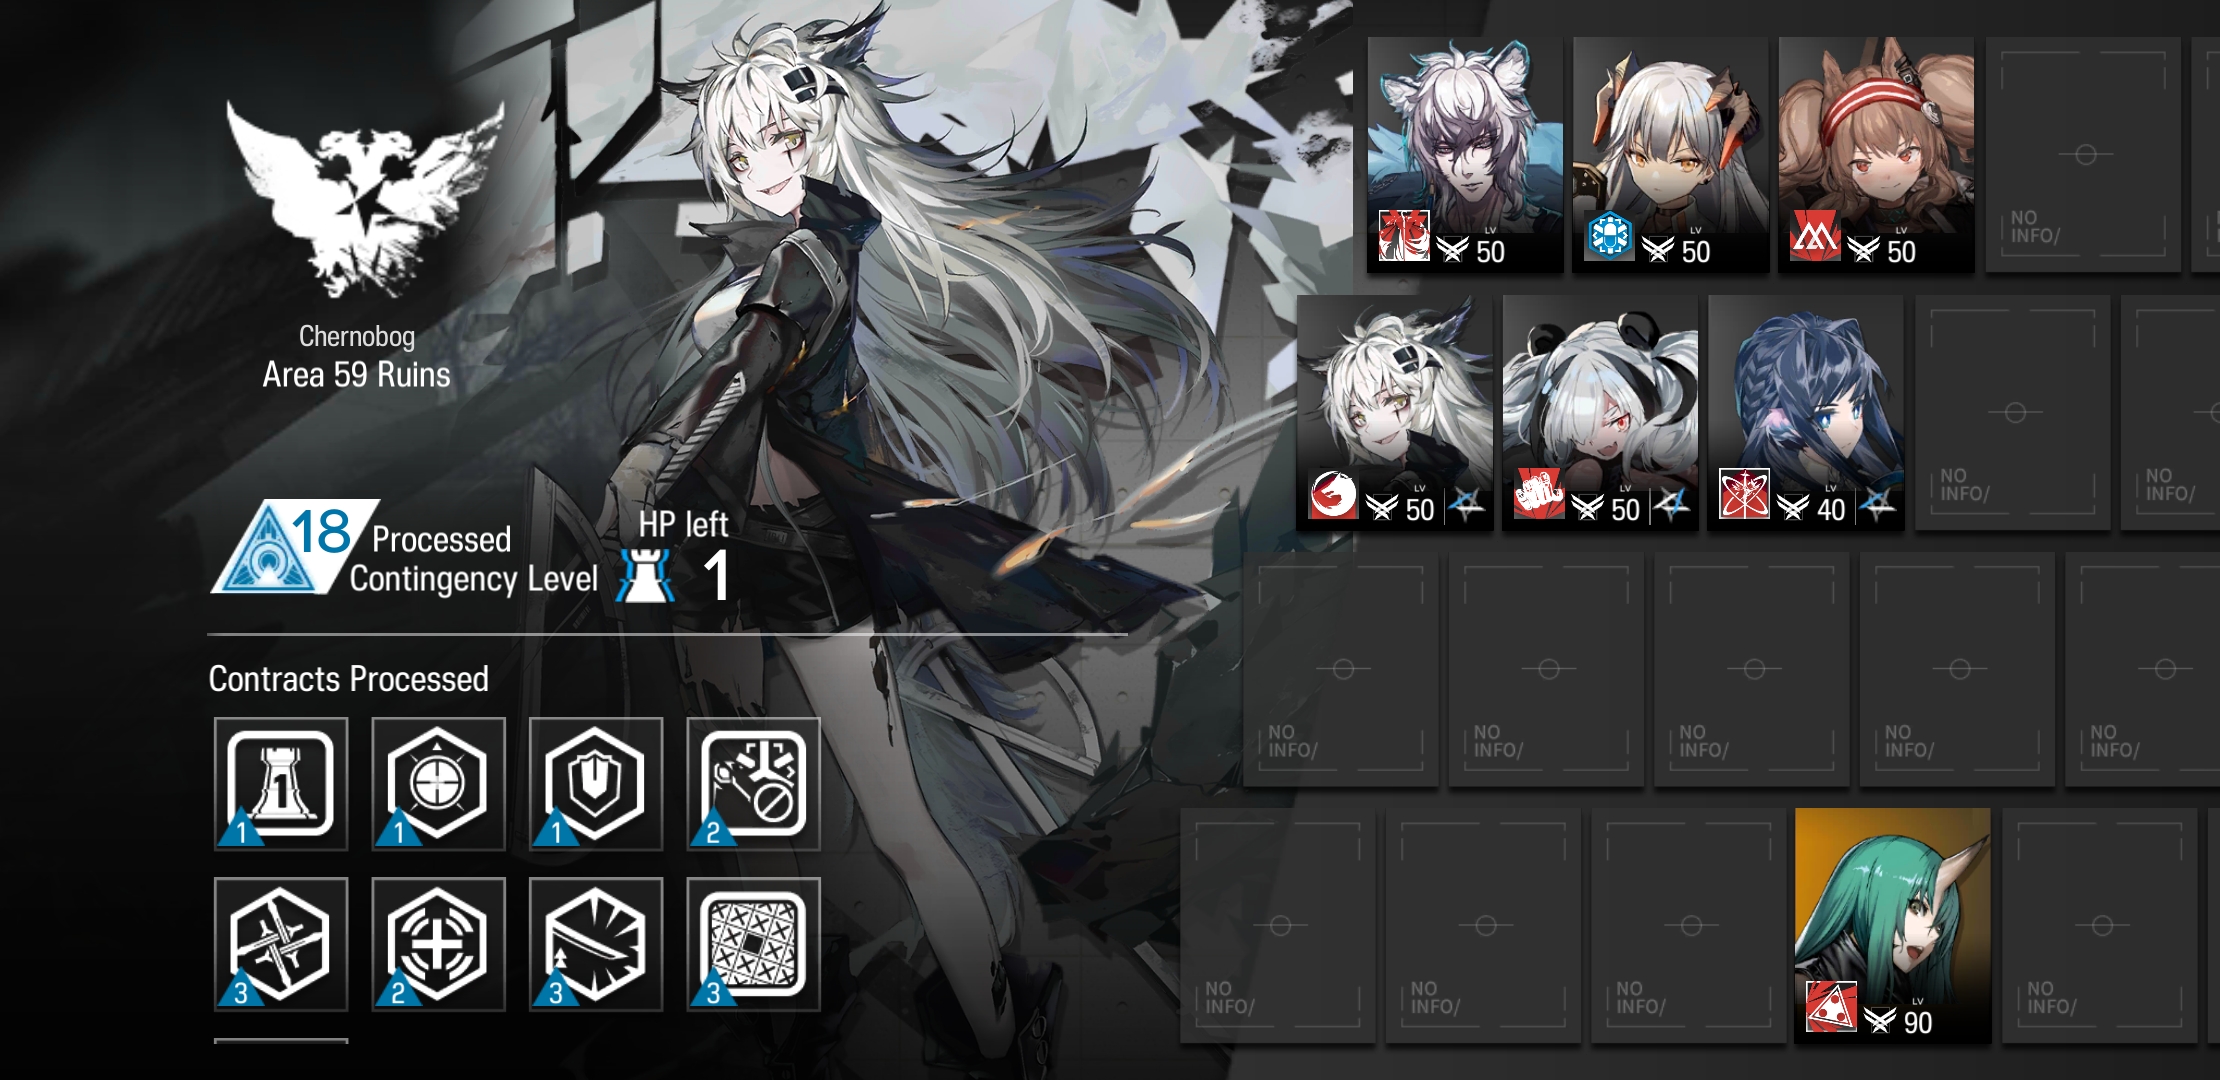 Chernobog
Area 59 Ruins
18
Processed
Contingency Level
HP left
1
Contracts Processed
1
1
1
1
2
3
2
3
3
LV
50
LV
50
LV
50
NO
INFO/
LV
50
LV
50
LV
40
NO
INFO/
NO
INFO/
NO
INFO/
NO
INFO/
NO
INFO/
NO
INFO/
NO
INFO/
NO
INFO/
NO
INFO/
NO
INFO/
LV
90
NO
INFO/